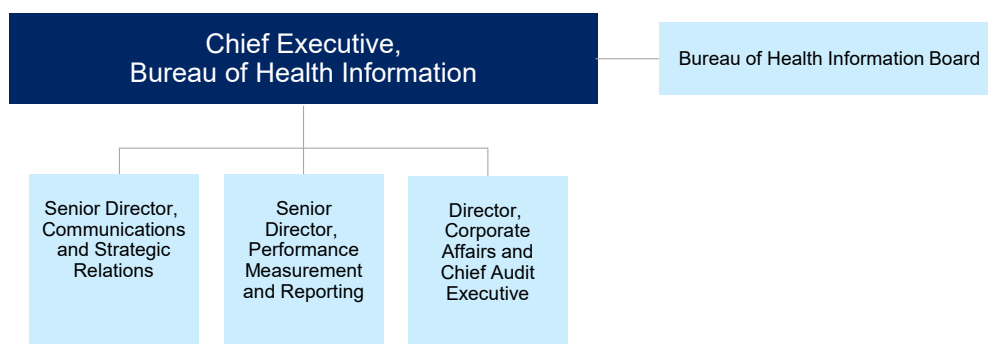 Chief Executive,
Bureau of Health Information
Bureau of Health Information Board
Senior Director,
Communications
and Strategic
Relations
Senior
Director,
Performance
Measurement
and Reporting
Director,
Corporate
Affairs and
Chief Audit
Executive